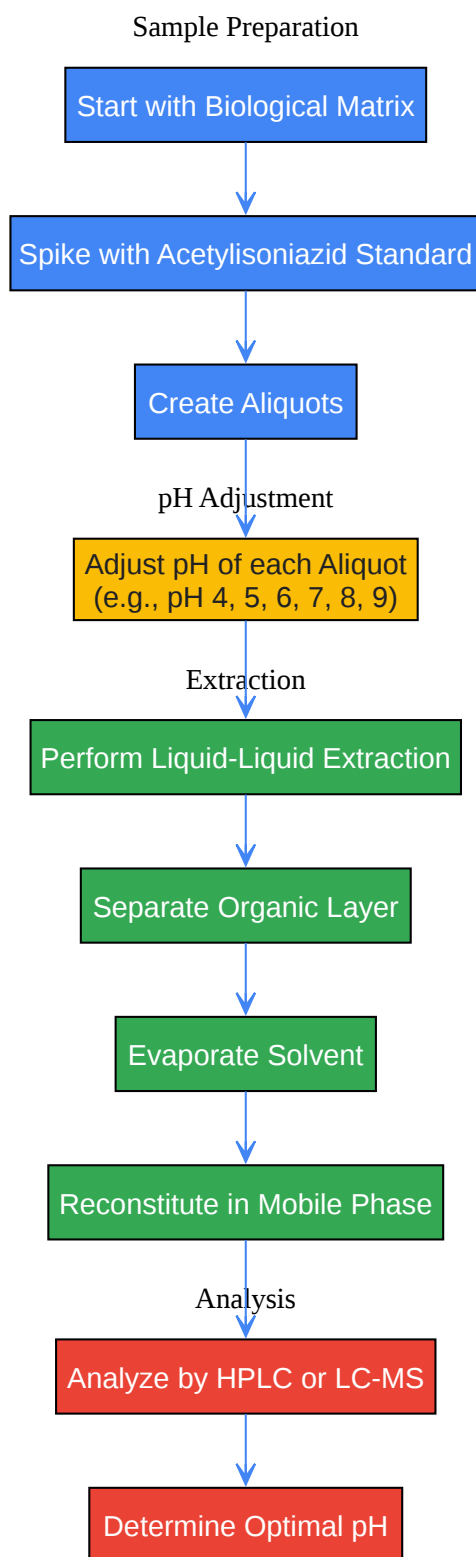 Sample Preparation
Start with Biological Matrix
Spike with Acetylisoniazid Standard
Create Aliquots
pH Adjustment
Adjust pH of each Aliquot
(e.g., pH 4, 5, 6, 7, 8, 9)
Extraction
Perform Liquid-Liquid Extraction
Separate Organic Layer
Evaporate Solvent
Reconstitute in Mobile Phase
Analysis
Analyze by HPLC or LC-MS
Determine Optimal pH